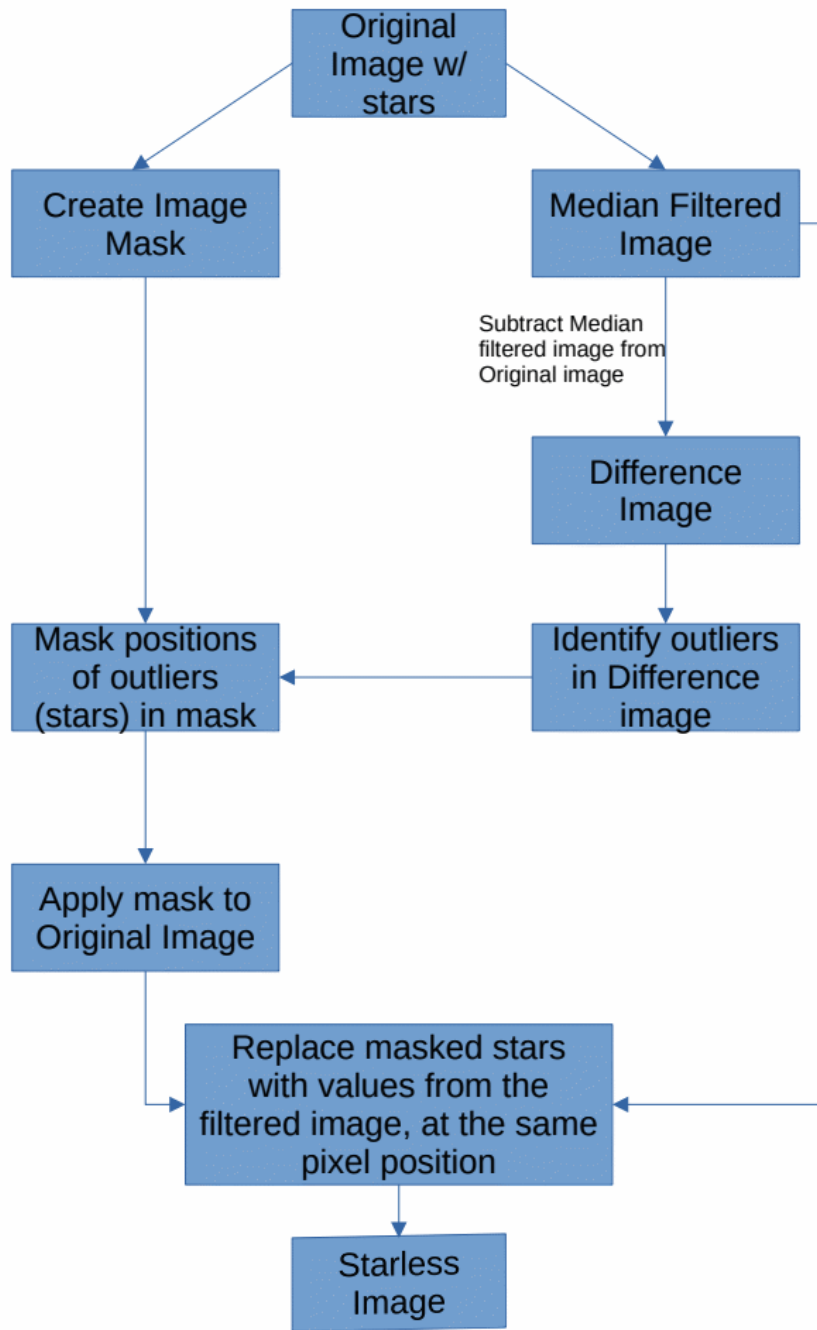 Original
Image w/
stars
Create Image
Mask
Median Filtered
Image
Subtract Median
filtered image from
Original image
Difference
Image
Mask positions
of outliers
(stars) in mask
Identify outliers
in Difference
image
Apply mask to
Original Image
Replace masked stars
with values from the
filtered image, at the same
pixel position
Starless
Image